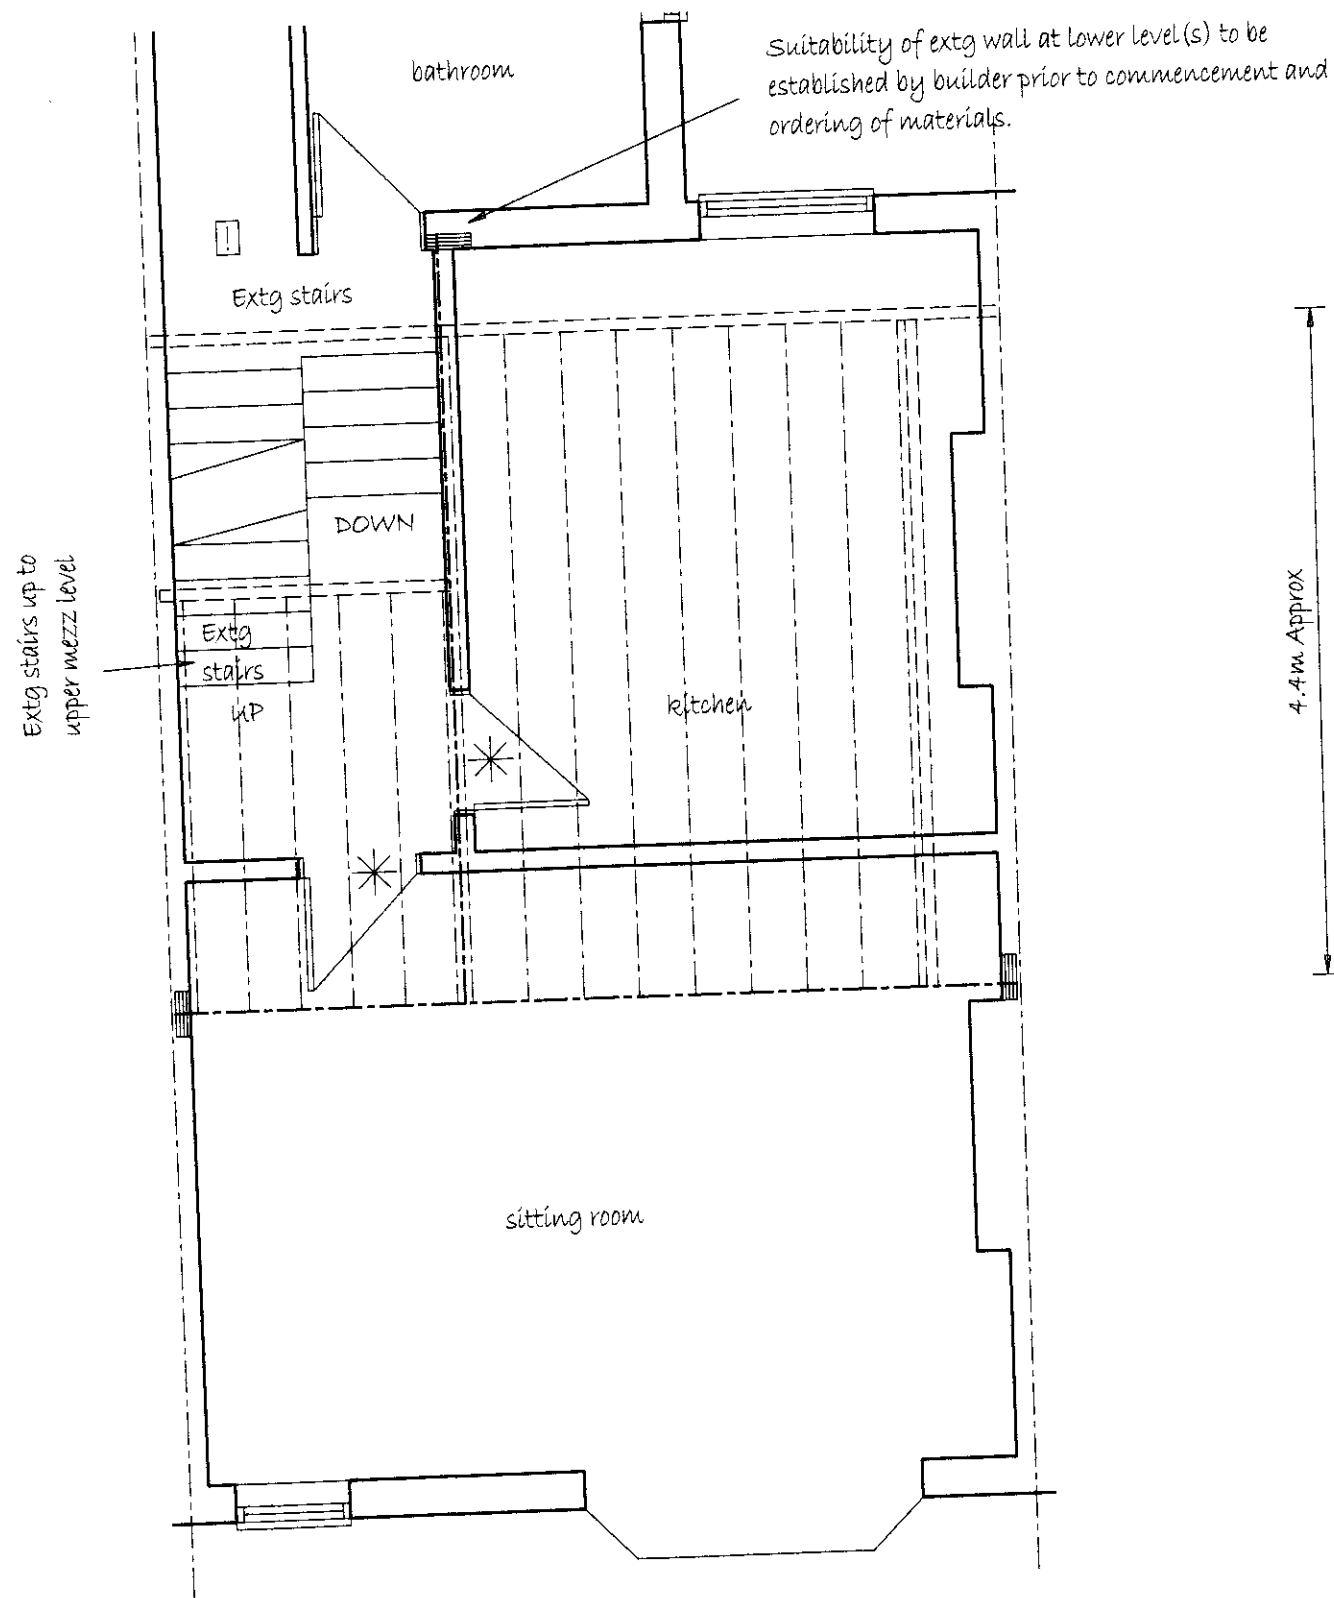 bathroom
Suitability of extg wall at lower level(s) to be
established by builder prior to commencement and
ordering of materials.
Extg stairs
DOWN
Extg stairs up to
upper mezz level
Extg
stairs
UP
kitchen
4.4m Approx
sitting room